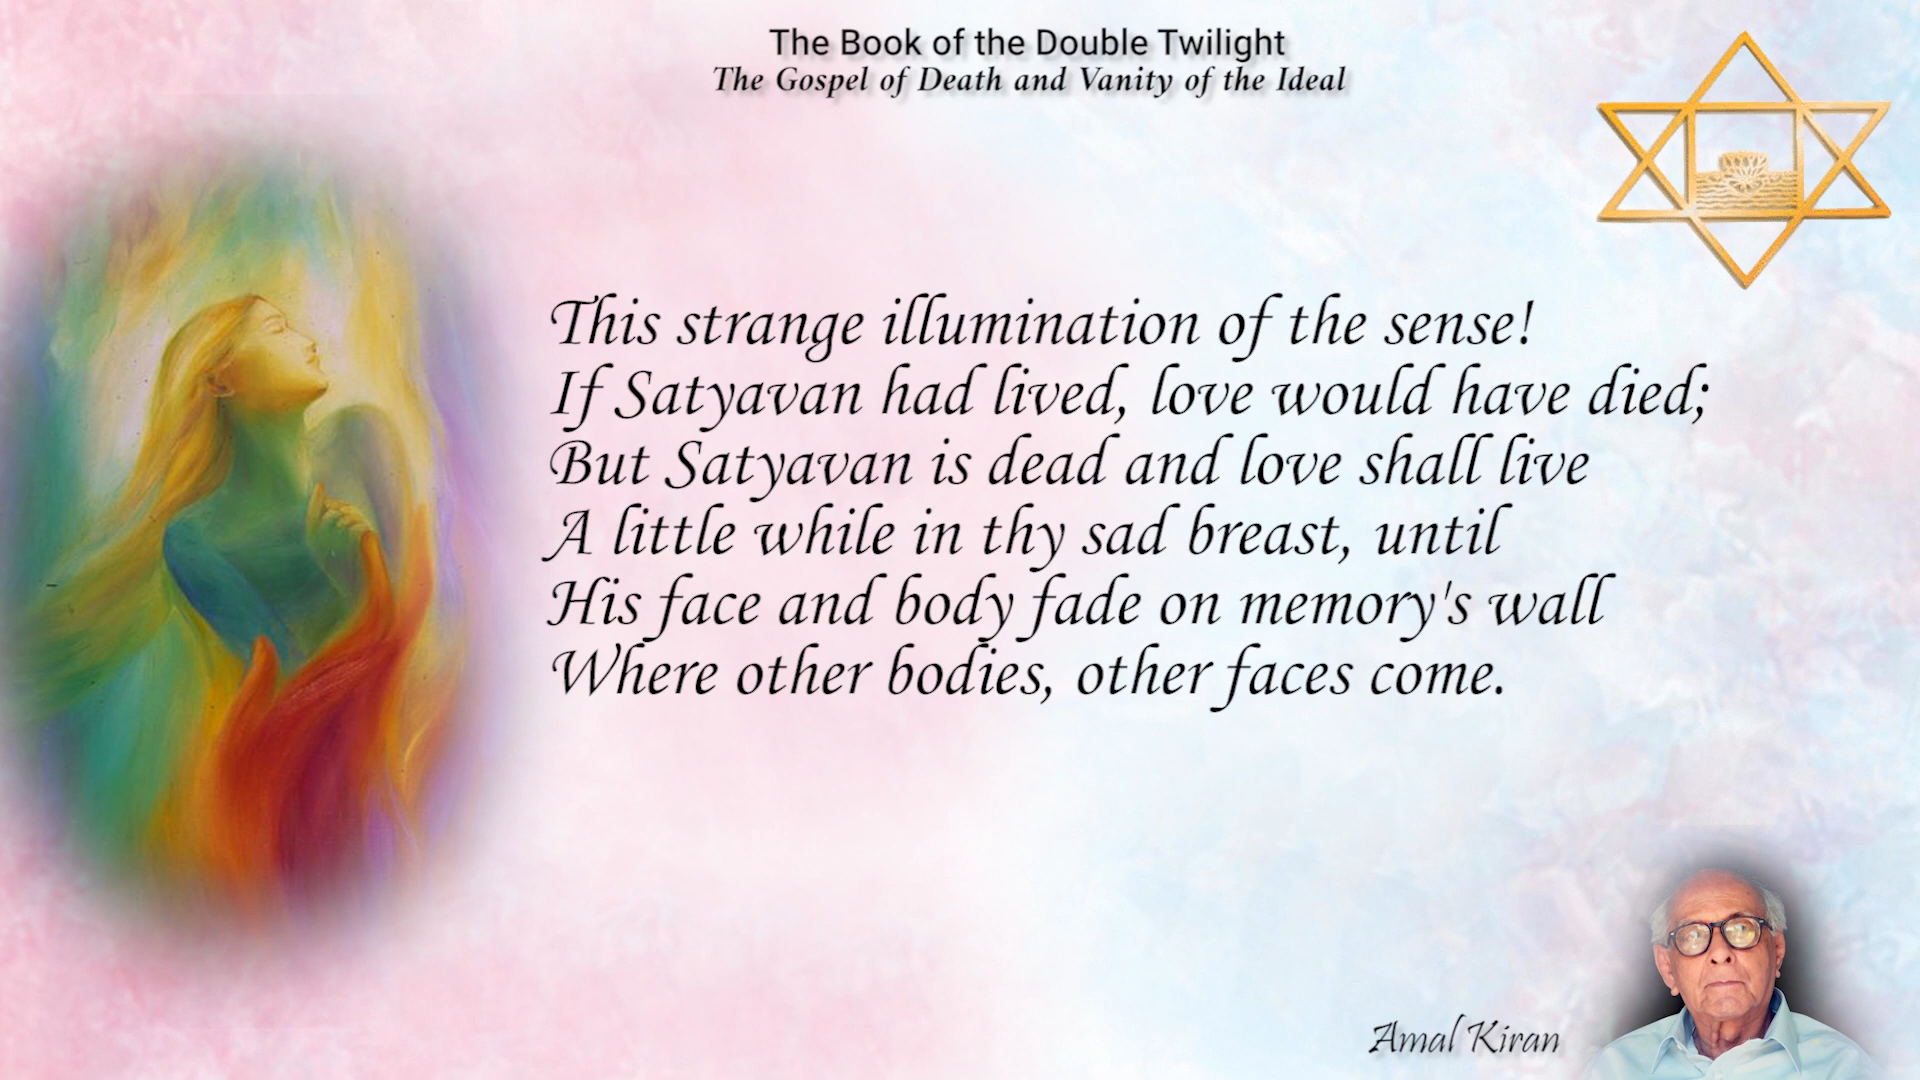 The Book of the Double Twilight
The Gospel of Death and Vanity of the Ideal
This strange illumination of the sense!
If Satyavan had lived, love would have died;
But Satyavan is dead and love shall live
A little while in thy sad breast, until
His face and body fade on memory's wall
Where other bodies, other faces come.
Amal Kiran